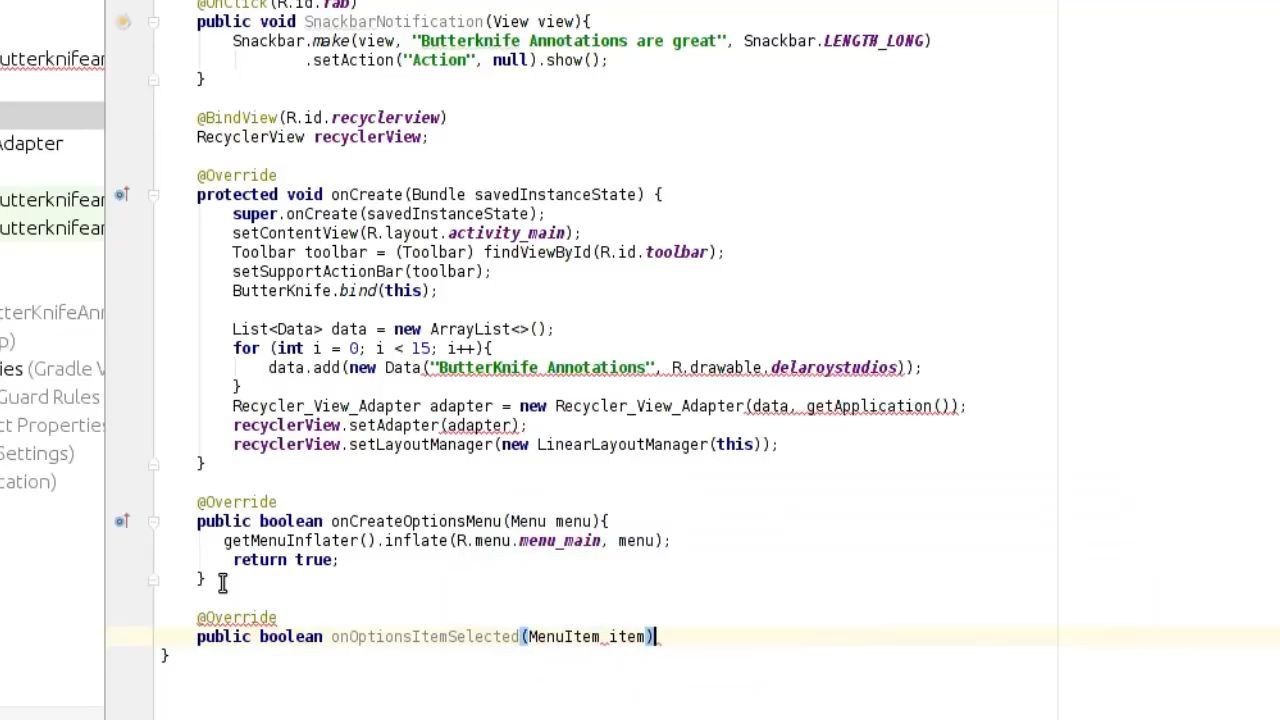 @OnClick(R.id.fab)
public void SnackbarNotification(View view){
utterknifear
Snackbar.make(view, "Butterknife Annotations are great", Snackbar.LENGTH_LONG)
.setAction("Action", null).show();
}
@BindView(R.id.recyclerview)
RecyclerView recyclerView;
Adapter
@Override
protected void onCreate(Bundle savedInstanceState) {
utterknifear
super.onCreate(savedInstanceState);
utterknifear
setContentView(R.layout.activity_main);
Toolbar toolbar = (Toolbar) findViewById(R.id.toolbar);
setSupportActionBar(toolbar);
ButterKnife.bind(this);
tterKnifeAnn
List<Data> data = new ArrayList<>();
p)
for (int i = 0; i < 15; i++){
ies (Gradle V
data.add(new Data("ButterKnife Annotations", R.drawable.delaroystudios));
}
Guard Rules
Recycler_View_Adapter adapter = new Recycler_View_Adapter(data, getApplication());
ct Properties
recyclerView.setAdapter(adapter);
Settings)
recyclerView.setLayoutManager(new LinearLayoutManager(this));
}
cation)
@Override
public boolean onCreateOptionsMenu(Menu menu){
getMenuInflater().inflate(R.menu.menu_main, menu);
return true;
}
@Override
public boolean onOptionsItemSelected(MenuItem item)
}